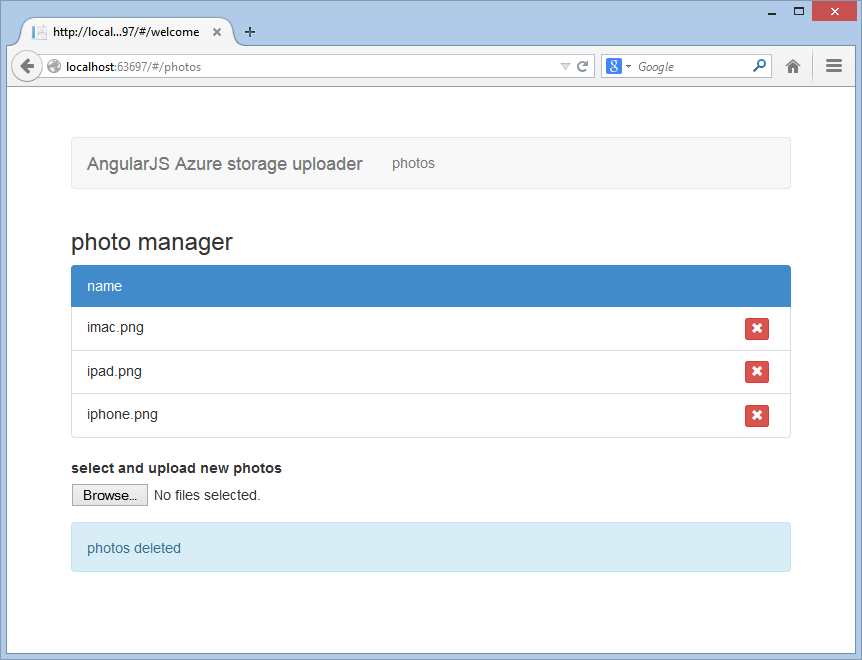 http://local...97/#/welcome
localhost:63697/#/photos
Google
AngularJS Azure storage uploader photos
photo manager
name
imac.png
ipad.png
iphone.png
select and upload new photos
Browse... No files selected.
photos deleted